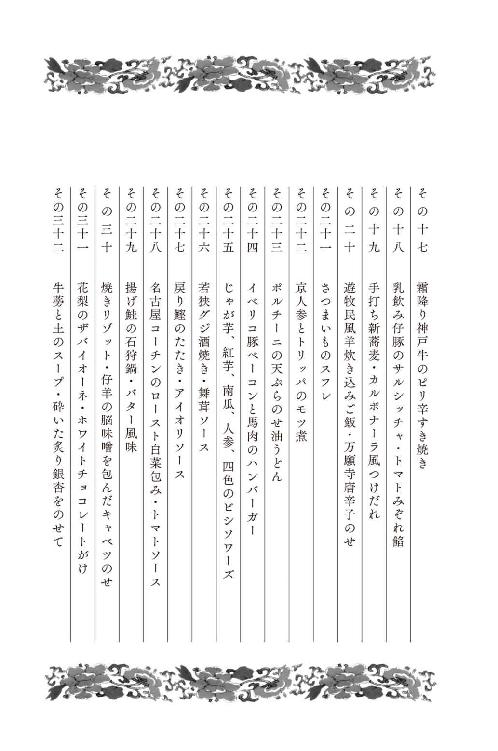 その十七 霜降り神戸牛のピリ辛すき焼き
その十八 乳飲み仔豚のサルシッチャ・トマトみぞれ餡
その十九 手打ち新蕎麦・カルボナーラ風つけだれ
その二十 遊牧民風羊炊き込みご飯・万願寺唐辛子のせ
その二十一 さつまいものスフレ
その二十二 京人参とトリッパのモツ煮
その二十三 ポルチーニの天ぷらのせ油うどん
その二十四 イベリコ豚ベーコンと馬肉のハンバーガー
その二十五 じゃが芋、紅芋、南瓜、人参、四色のビシソワーズ
その二十六 若狭グジ酒焼き・舞茸ソース
その二十七 戻り鰹のたたき・アイオリソース
その二十八 名古屋コーチンのロースト白菜包み・トマトソース
その二十九 揚げ鮭の石狩鍋・バター風味
その三十 焼きリゾット・仔羊の脳味噌を包んだキャベツのせ
その三十一 花梨のザバイオーネ・ホワイトチョコレートがけ
その三十二 牛蒡と土のスープ・砕いた炙り銀杏をのせて